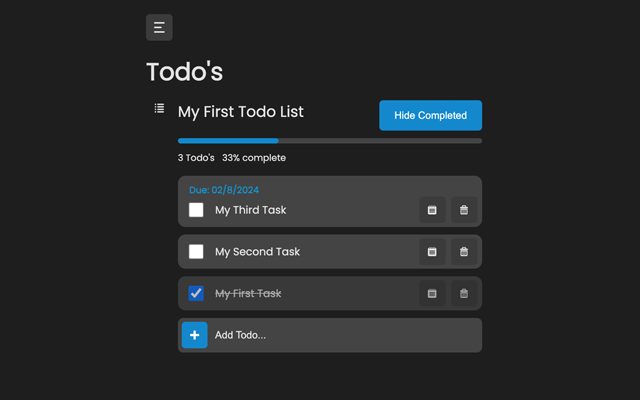 Todo's
My First Todo List
Hide Completed
3 Todo's 33% complete
Due: 02/8/2024
My Third Task
My Second Task
My First Task
Add Todo...